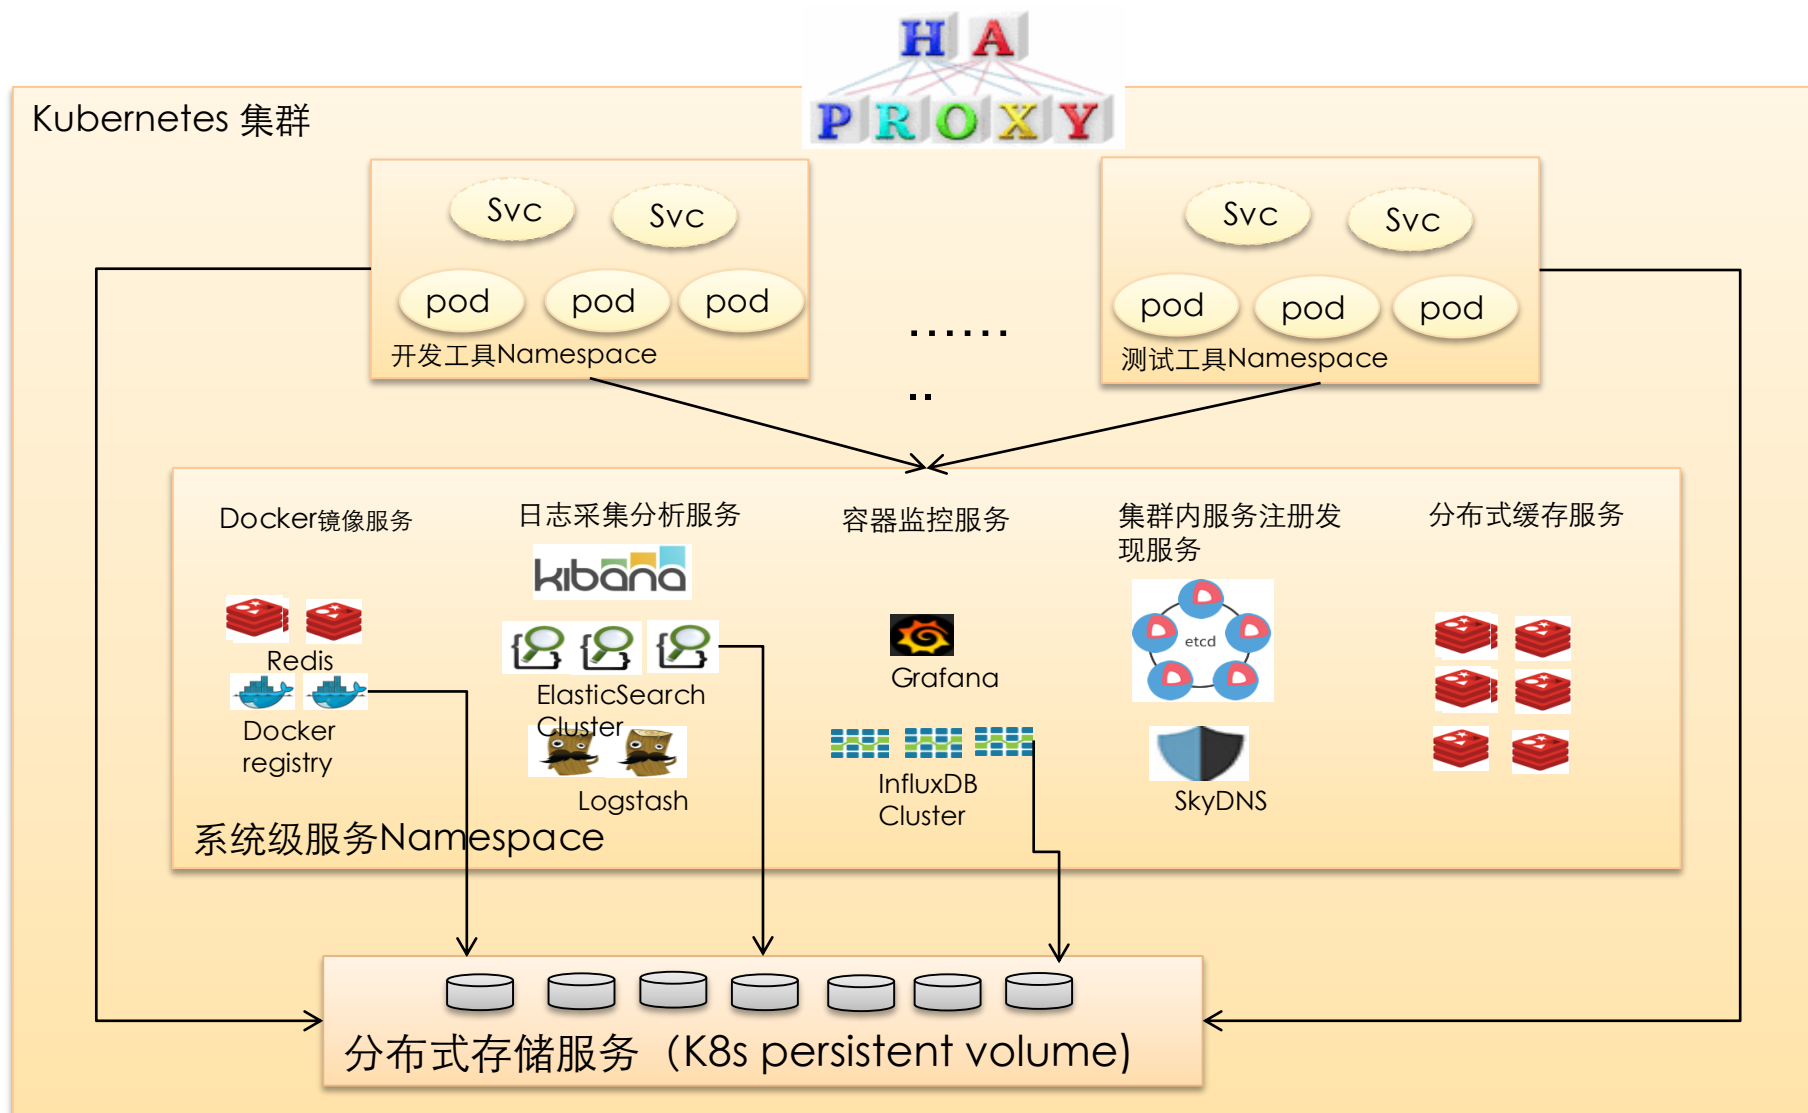 H A
P R O X Y
Kubernetes 集群
Svc
Svc
pod
pod
pod
开发工具Namespace
......
..
Svc
Svc
pod
pod
pod
测试工具Namespace
Docker镜像服务
Redis
Docker
registry
日志采集分析服务
kibana
ElasticSearch
Cluster
Logstash
容器监控服务
Grafana
InfluxDB
Cluster
集群内服务注册发
现服务
etcd
SkyDNS
分布式缓存服务
系统级服务Namespace
分布式存储服务（K8s persistent volume)